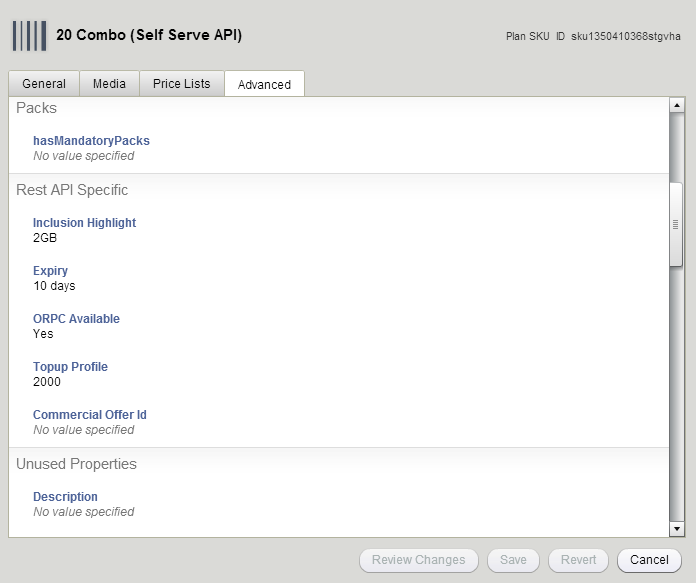 20 Combo (Self Serve API)
Plan SKU ID sku1350410368stgvha
General Media Price Lists Advanced
Packs
hasMandatoryPacks
No value specified
Rest API Specific
Inclusion Highlight
2GB
Expiry
10 days
ORPC Available
Yes
Topup Profile
2000
Commercial Offer Id
No value specified
Unused Properties
Description
No value specified
Review Changes Save Revert Cancel